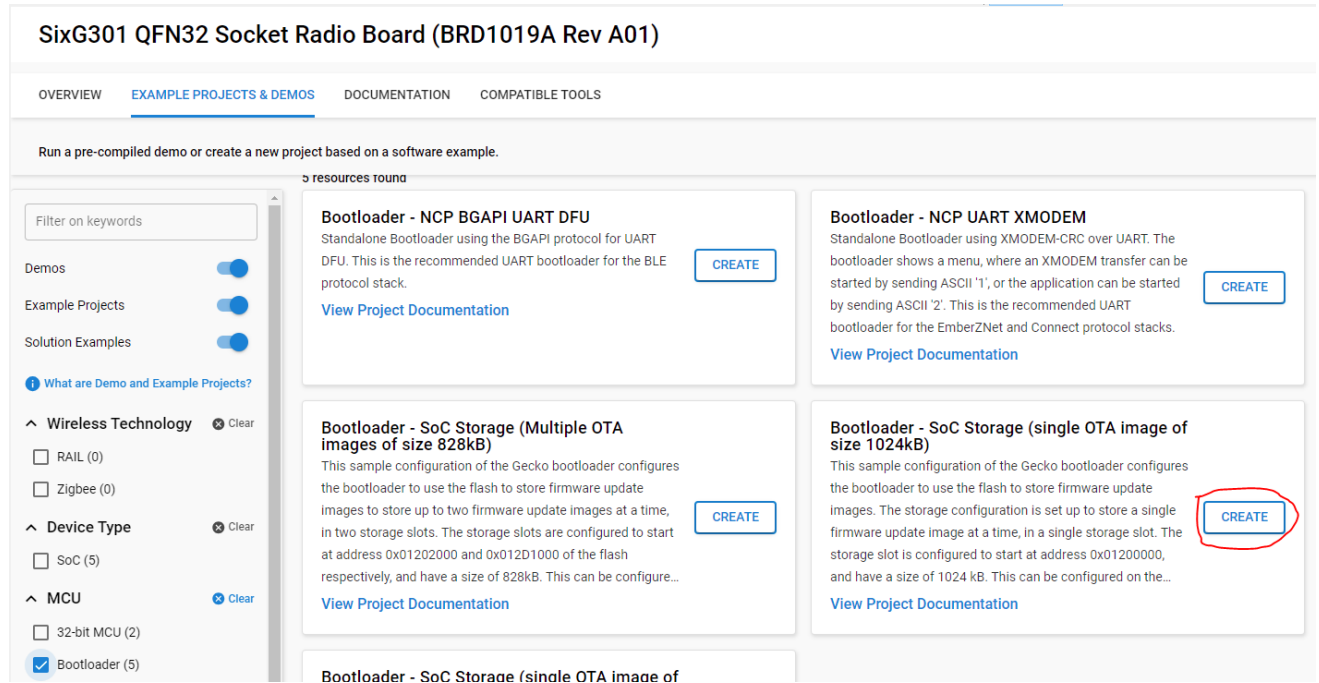 SixG301 QFN32 Socket Radio Board (BRD1019A Rev A01)
OVERVIEW EXAMPLE PROJECTS & DEMOS DOCUMENTATION COMPATIBLE TOOLS
Run a pre-compiled demo or create a new project based on a software example.
5 resources found
Filter on keywords
Demos
Example Projects
Solution Examples
What are Demo and Example Projects?
Wireless Technology Clear
RAIL (0)
Zigbee (0)
Device Type Clear
SoC (5)
MCU Clear
32-bit MCU (2)
Bootloader (5)
Bootloader - NCP BGAPI UART DFU
Standalone Bootloader using the BGAPI protocol for UART
DFU. This is the recommended UART bootloader for the BLE
protocol stack.
CREATE
View Project Documentation
Bootloader - NCP UART XMODEM
Standalone Bootloader using XMODEM-CRC over UART. The
bootloader shows a menu, where an XMODEM transfer can be
started by sending ASCII '1', or the application can be started
by sending ASCII '2'. This is the recommended UART
bootloader for the EmberZNet and Connect protocol stacks.
CREATE
View Project Documentation
Bootloader - SoC Storage (Multiple OTA
images of size 828kB)
This sample configuration of the Gecko bootloader configures
the bootloader to use the flash to store firmware update
images to store up to two firmware update images at a time,
in two storage slots. The storage slots are configured to start
at address 0x01202000 and 0x012D1000 of the flash
respectively, and have a size of 828kB. This can be configure...
CREATE
View Project Documentation
Bootloader - SoC Storage (single OTA image of
size 1024kB)
This sample configuration of the Gecko bootloader configures
the bootloader to use the flash to store firmware update
images. The storage configuration is set up to store a single
firmware update image at a time, in a single storage slot. The
storage slot is configured to start at address 0x01200000,
and have a size of 1024 kB. This can be configured on the...
CREATE
View Project Documentation
Bootloader - SoC Storage (single OTA image of